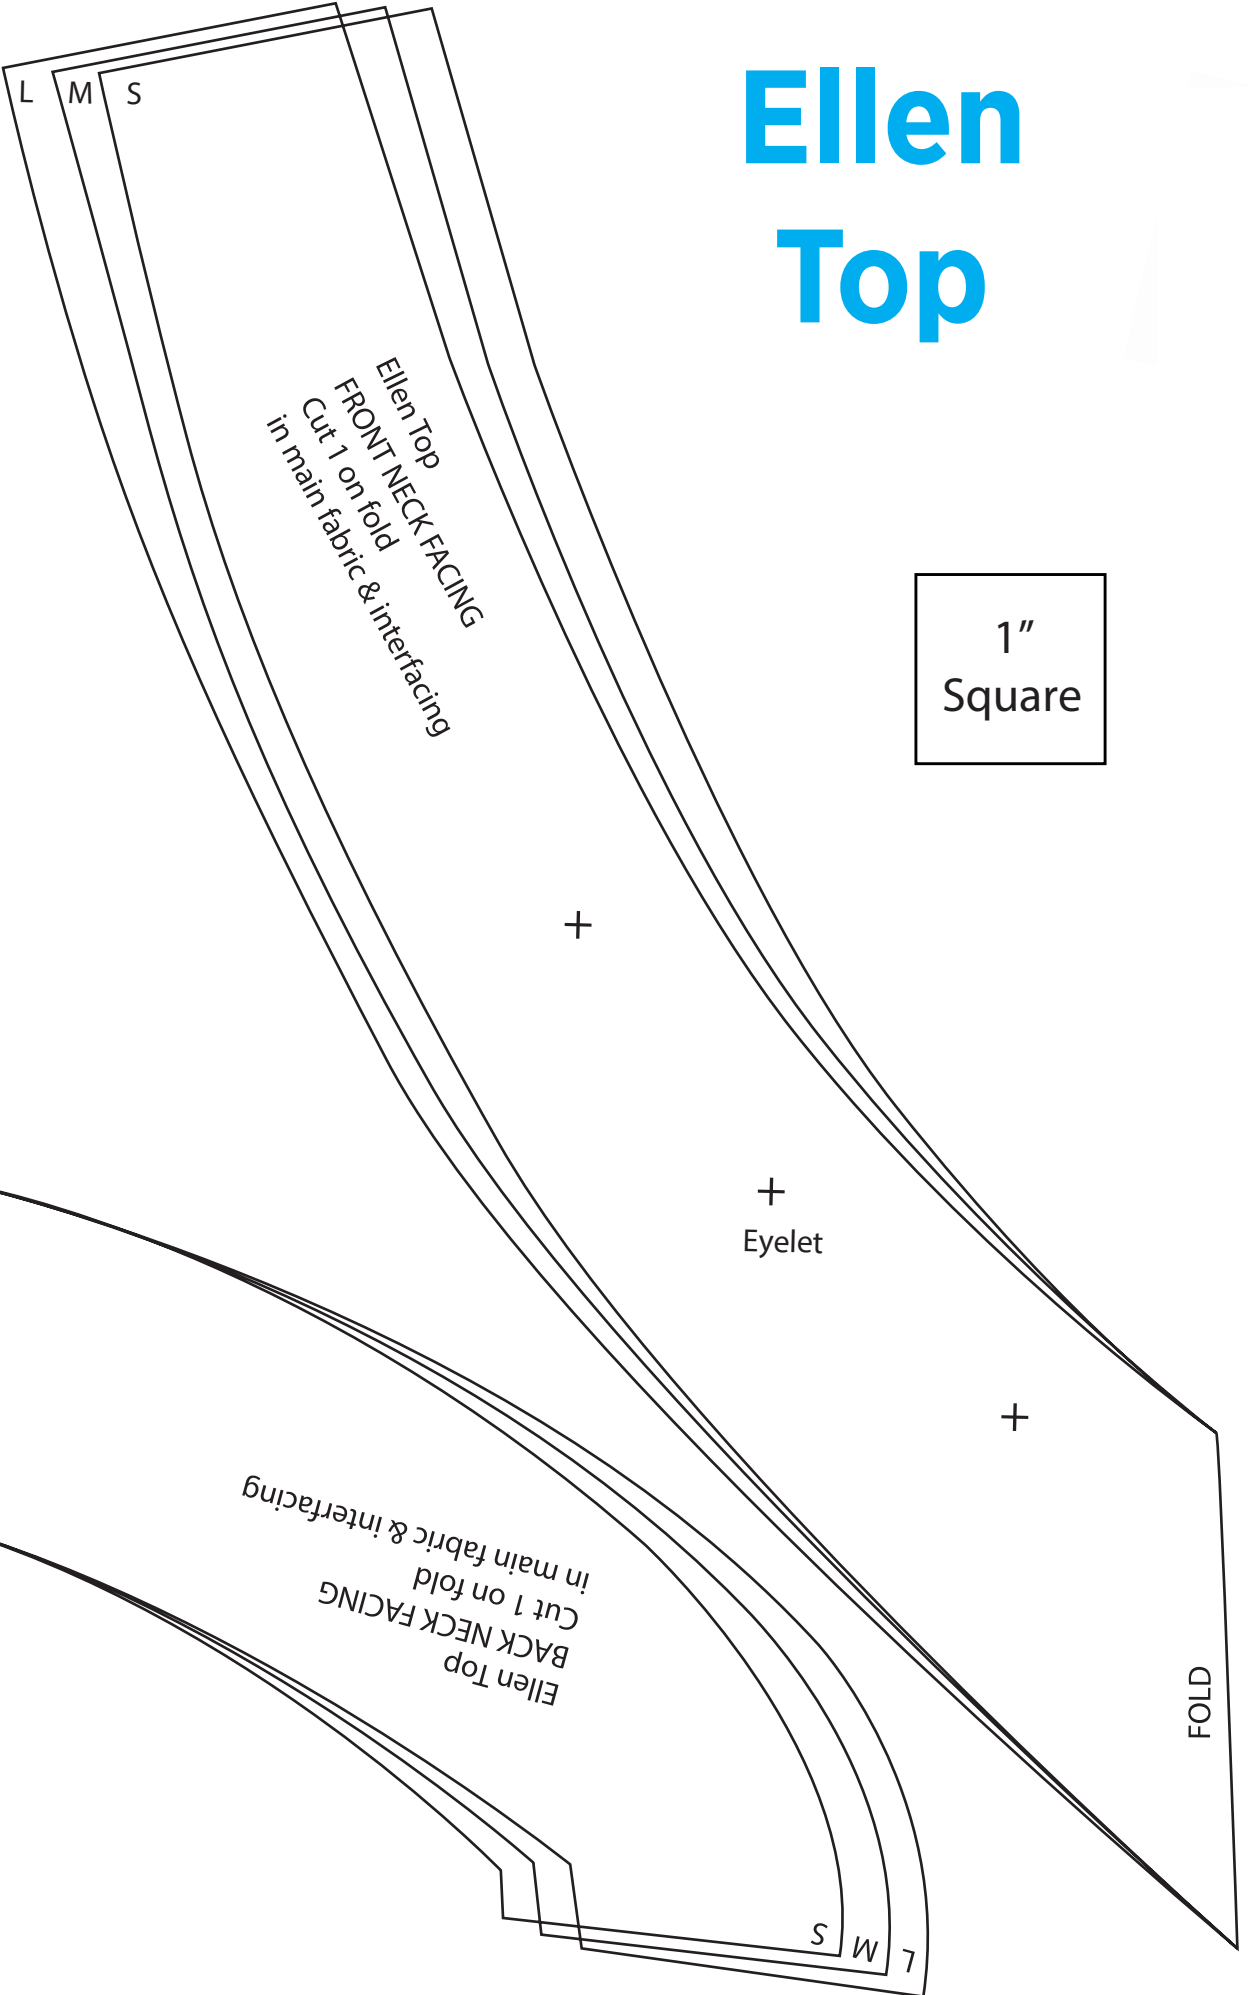 Ellen
Top
L M S
Ellen Top
FRONT NECK FACING
Cut 1 on fold
in main fabric & interfacing
1”
Square
Eyelet
FOLD
Ellen Top
BACK NECK FACING
Cut 1 on fold
in main fabric & interfacing
L M S